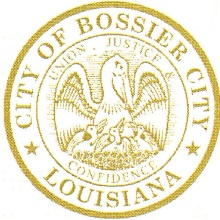 CITY OF BOSSIER CITY
UNION, JUSTICE &
CONFIDENCE
LOUISIANA